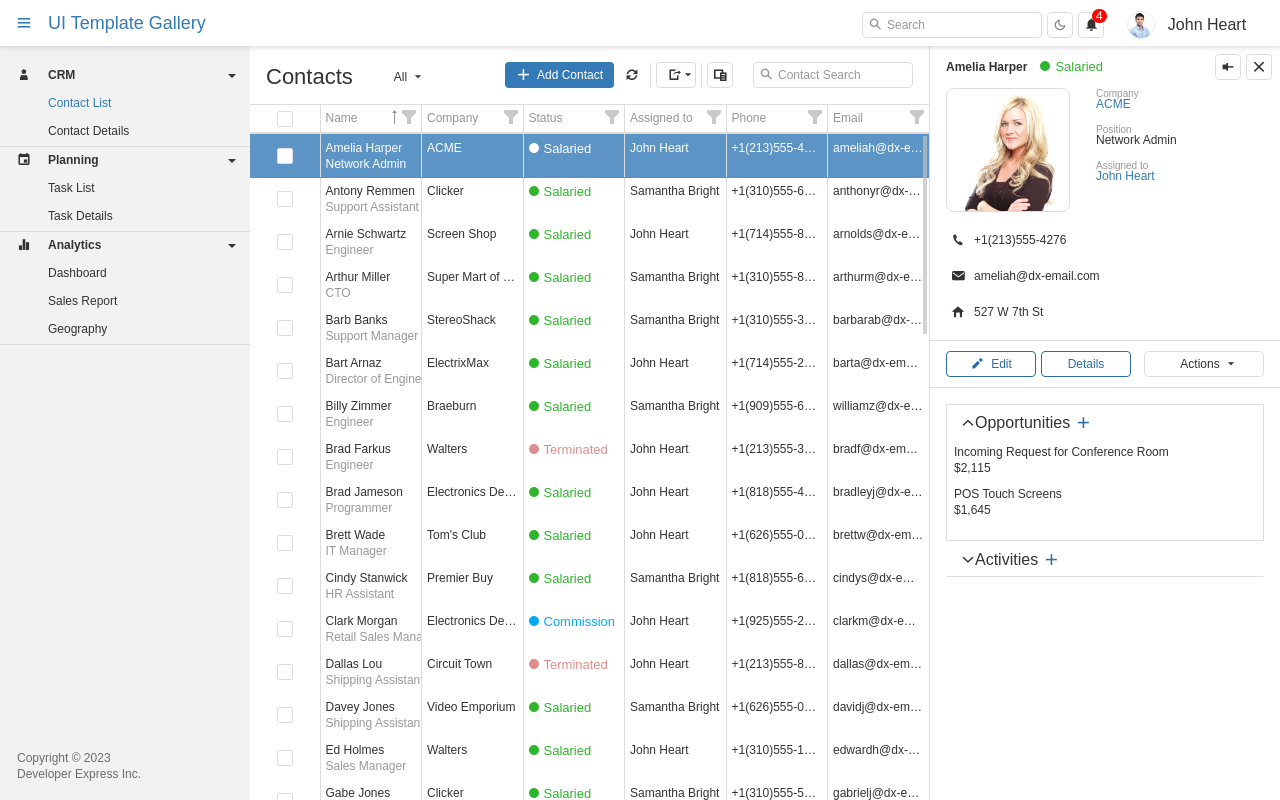 UI Template Gallery
Search
4
John Heart
CRM
Contact List
Contact Details
Planning
Task List
Task Details
Analytics
Dashboard
Sales Report
Geography
Copyright © 2023
Developer Express Inc.
Contacts
All
Add Contact
Contact Search
Name Company Status Assigned to Phone Email
Amelia Harper ACME Salaried John Heart +1(213)555-4… ameliah@dx-e…
Network Admin
Antony Remmen Clicker Salaried Samantha Bright +1(310)555-6… anthonyr@dx-…
Support Assistant
Arnie Schwartz Screen Shop Salaried John Heart +1(714)555-8… arnolds@dx-e…
Engineer
Arthur Miller Super Mart of … Salaried Samantha Bright +1(310)555-8… arthurm@dx-e…
CTO
Barb Banks StereoShack Salaried Samantha Bright +1(310)555-3… barbarab@dx-…
Support Manager
Bart Arnaz ElectrixMax Salaried John Heart +1(714)555-2… barta@dx-em…
Director of Engine
Billy Zimmer Braeburn Salaried Samantha Bright +1(909)555-6… williamz@dx-e…
Engineer
Brad Farkus Walters Terminated John Heart +1(213)555-3… bradf@dx-em…
Engineer
Brad Jameson Electronics De… Salaried John Heart +1(818)555-4… bradleyj@dx-e…
Programmer
Brett Wade Tom's Club Salaried John Heart +1(626)555-0… brettw@dx-em…
IT Manager
Cindy Stanwick Premier Buy Salaried Samantha Bright +1(818)555-6… cindys@dx-e…
HR Assistant
Clark Morgan Electronics De… Commission John Heart +1(925)555-2… clarkm@dx-e…
Retail Sales Mana
Dallas Lou Circuit Town Terminated John Heart +1(213)555-8… dallas@dx-em…
Shipping Assistant
Davey Jones Video Emporium Salaried Samantha Bright +1(626)555-0… davidj@dx-em…
Shipping Assistant
Ed Holmes Walters Salaried John Heart +1(310)555-1… edwardh@dx-…
Sales Manager
Gabe Jones Clicker Salaried Samantha Bright +1(310)555-5… gabrielj@dx-e…
Amelia Harper Salaried
Company
ACME
Position
Network Admin
Assigned to
John Heart
+1(213)555-4276
ameliah@dx-email.com
527 W 7th St
Edit Details Actions
Opportunities
Incoming Request for Conference Room
$2,115
POS Touch Screens
$1,645
Activities